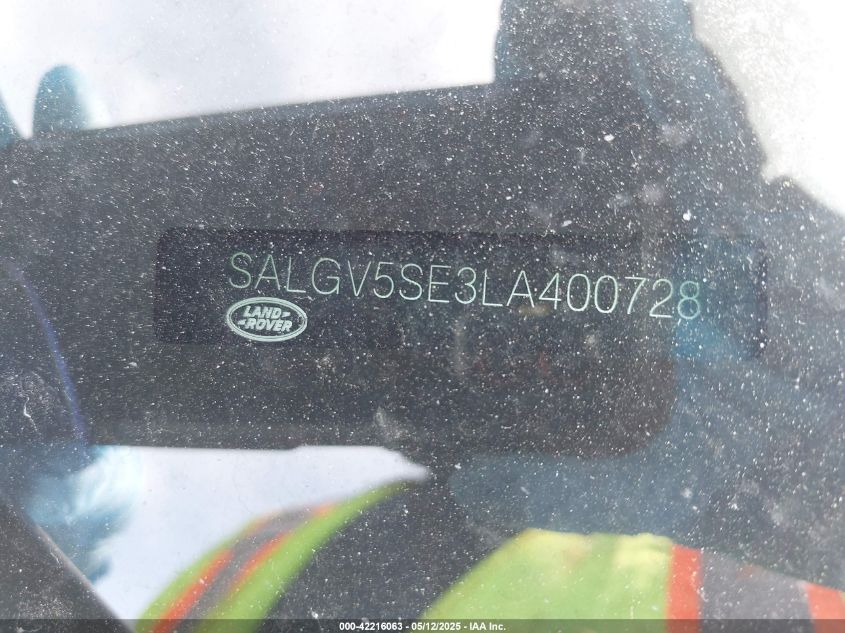 SALGV5SE3LA400728
LAND-
-ROVER
000-42216063 - 05/12/2025 - IAA Inc.